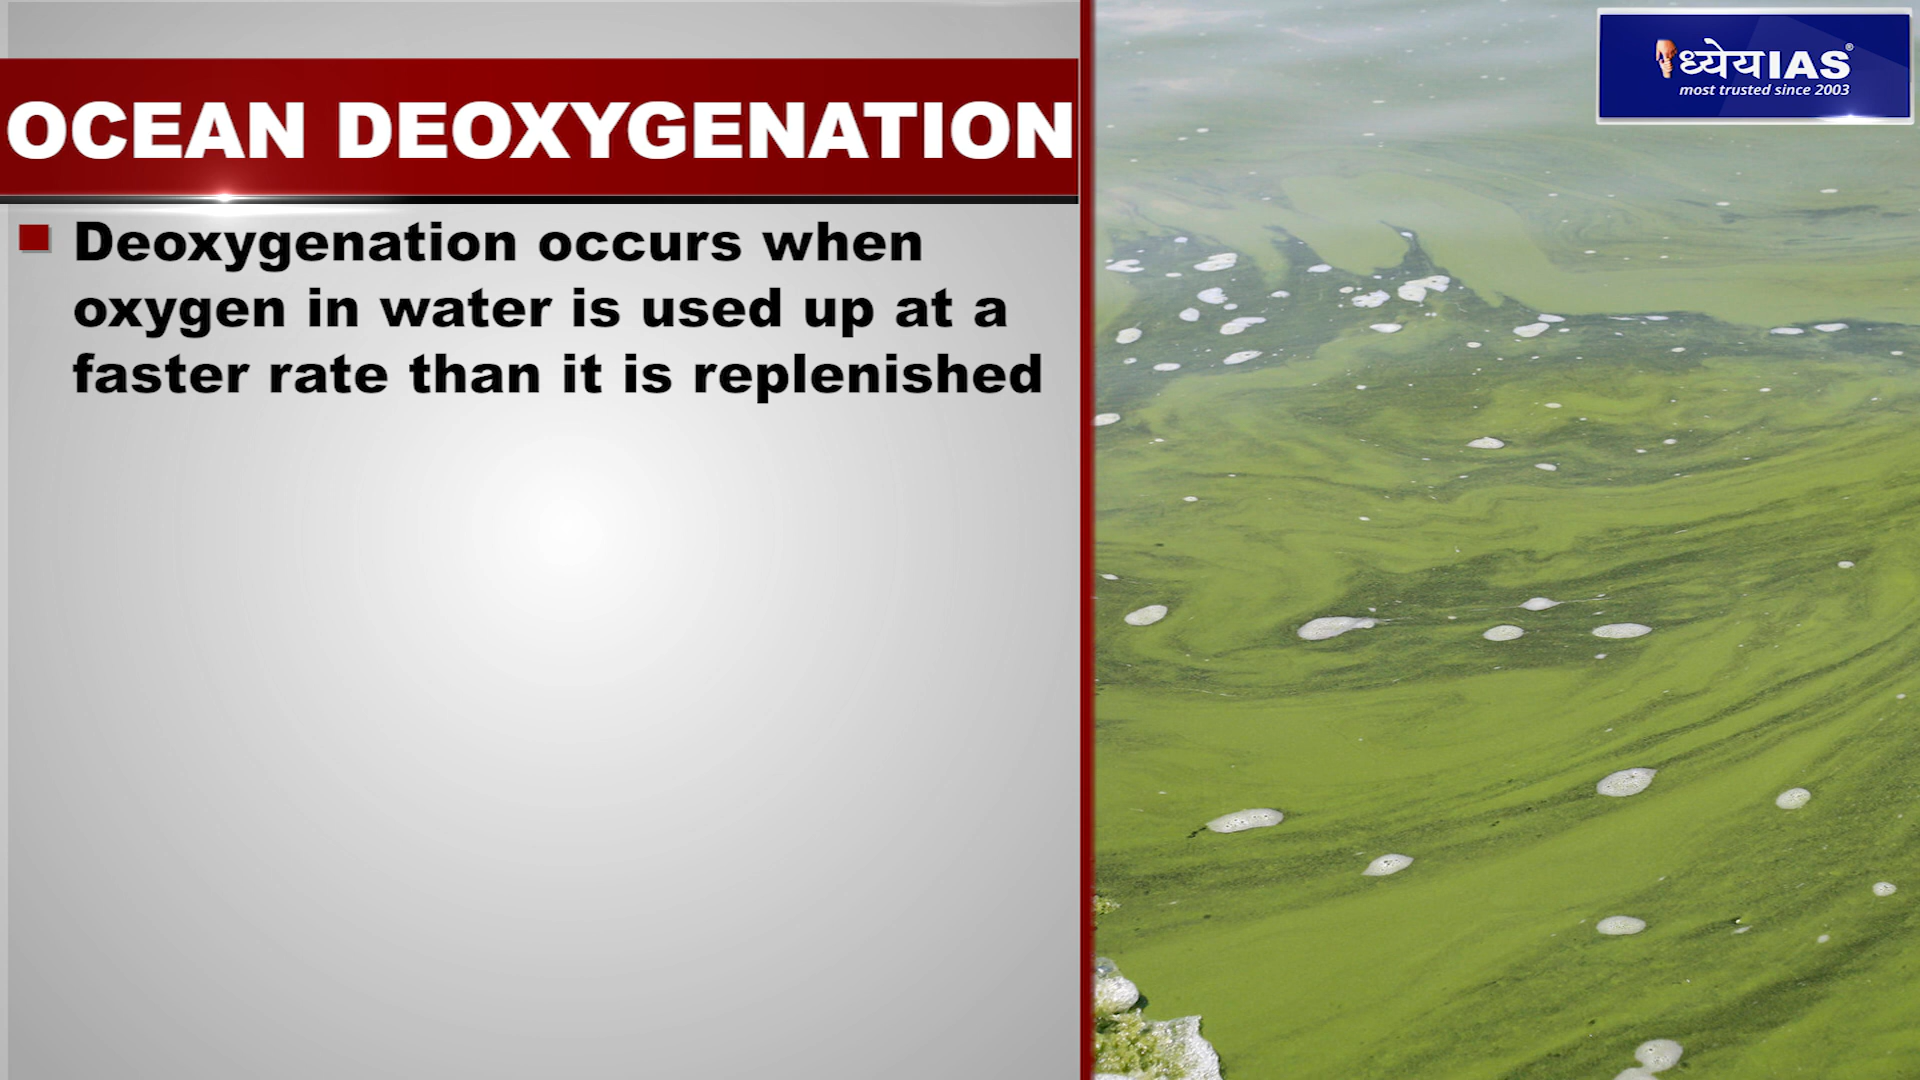 OCEAN DEOXYGENATION
Deoxygenation occurs when
oxygen in water is used up at a
faster rate than it is replenished
ध्येय IAS®
most trusted since 2003